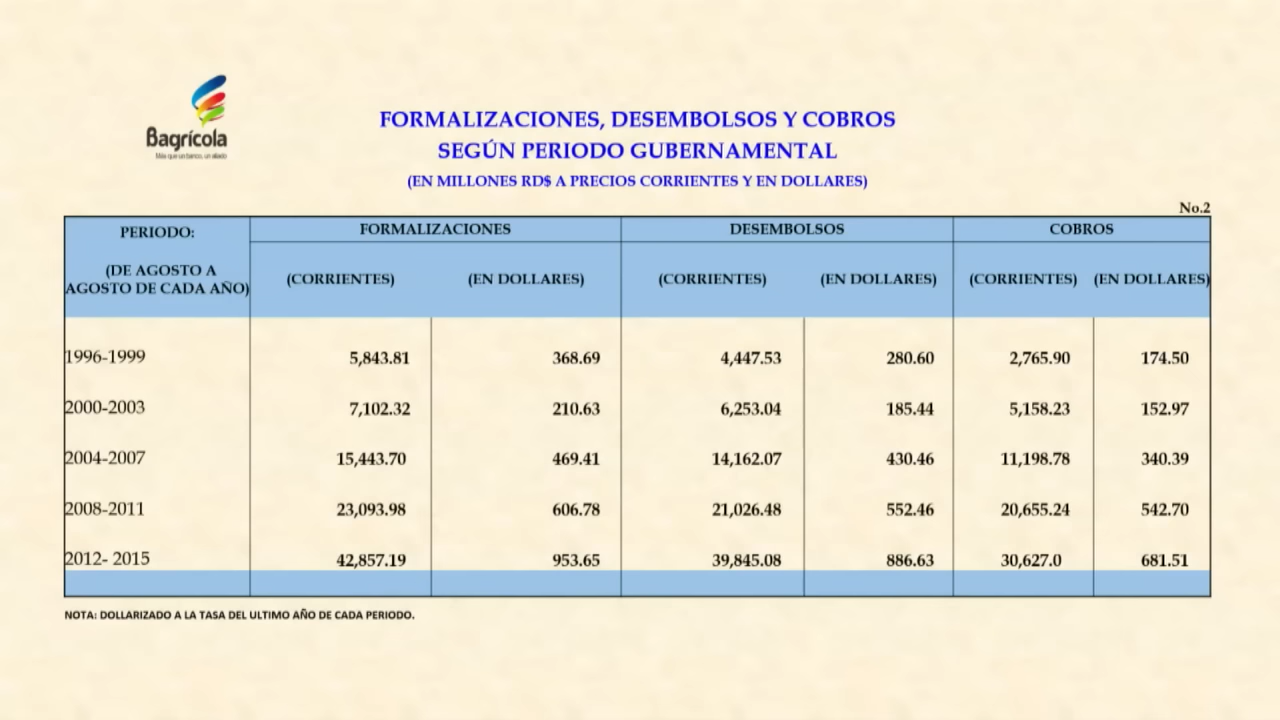 Bagrícola
Más que un banco, un aliado
FORMALIZACIONES, DESEMBOLSOS Y COBROS
SEGÚN PERIODO GUBERNAMENTAL
(EN MILLONES RD$ A PRECIOS CORRIENTES Y EN DOLLARES)
No.2
PERIODO: FORMALIZACIONES DESEMBOLSOS COBROS
(DE AGOSTO A
AGOSTO DE CADA AÑO) (CORRIENTES) (EN DOLLARES) (CORRIENTES) (EN DOLLARES) (CORRIENTES) (EN DOLLARES)
1996-1999 5,843.81 368.69 4,447.53 280.60 2,765.90 174.50
2000-2003 7,102.32 210.63 6,253.04 185.44 5,158.23 152.97
2004-2007 15,443.70 469.41 14,162.07 430.46 11,198.78 340.39
2008-2011 23,093.98 606.78 21,026.48 552.46 20,655.24 542.70
2012- 2015 42,857.19 953.65 39,845.08 886.63 30,627.0 681.51
NOTA: DOLLARIZADO A LA TASA DEL ULTIMO AÑO DE CADA PERIODO.